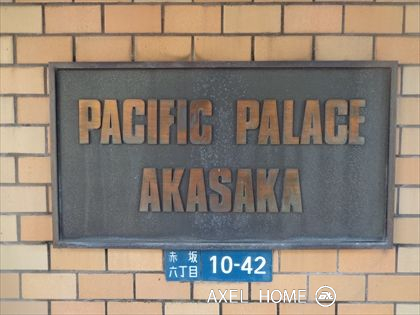 PACIFIC PALACE
AKASAKA
赤坂
六丁目 10-42
AXEL HOME